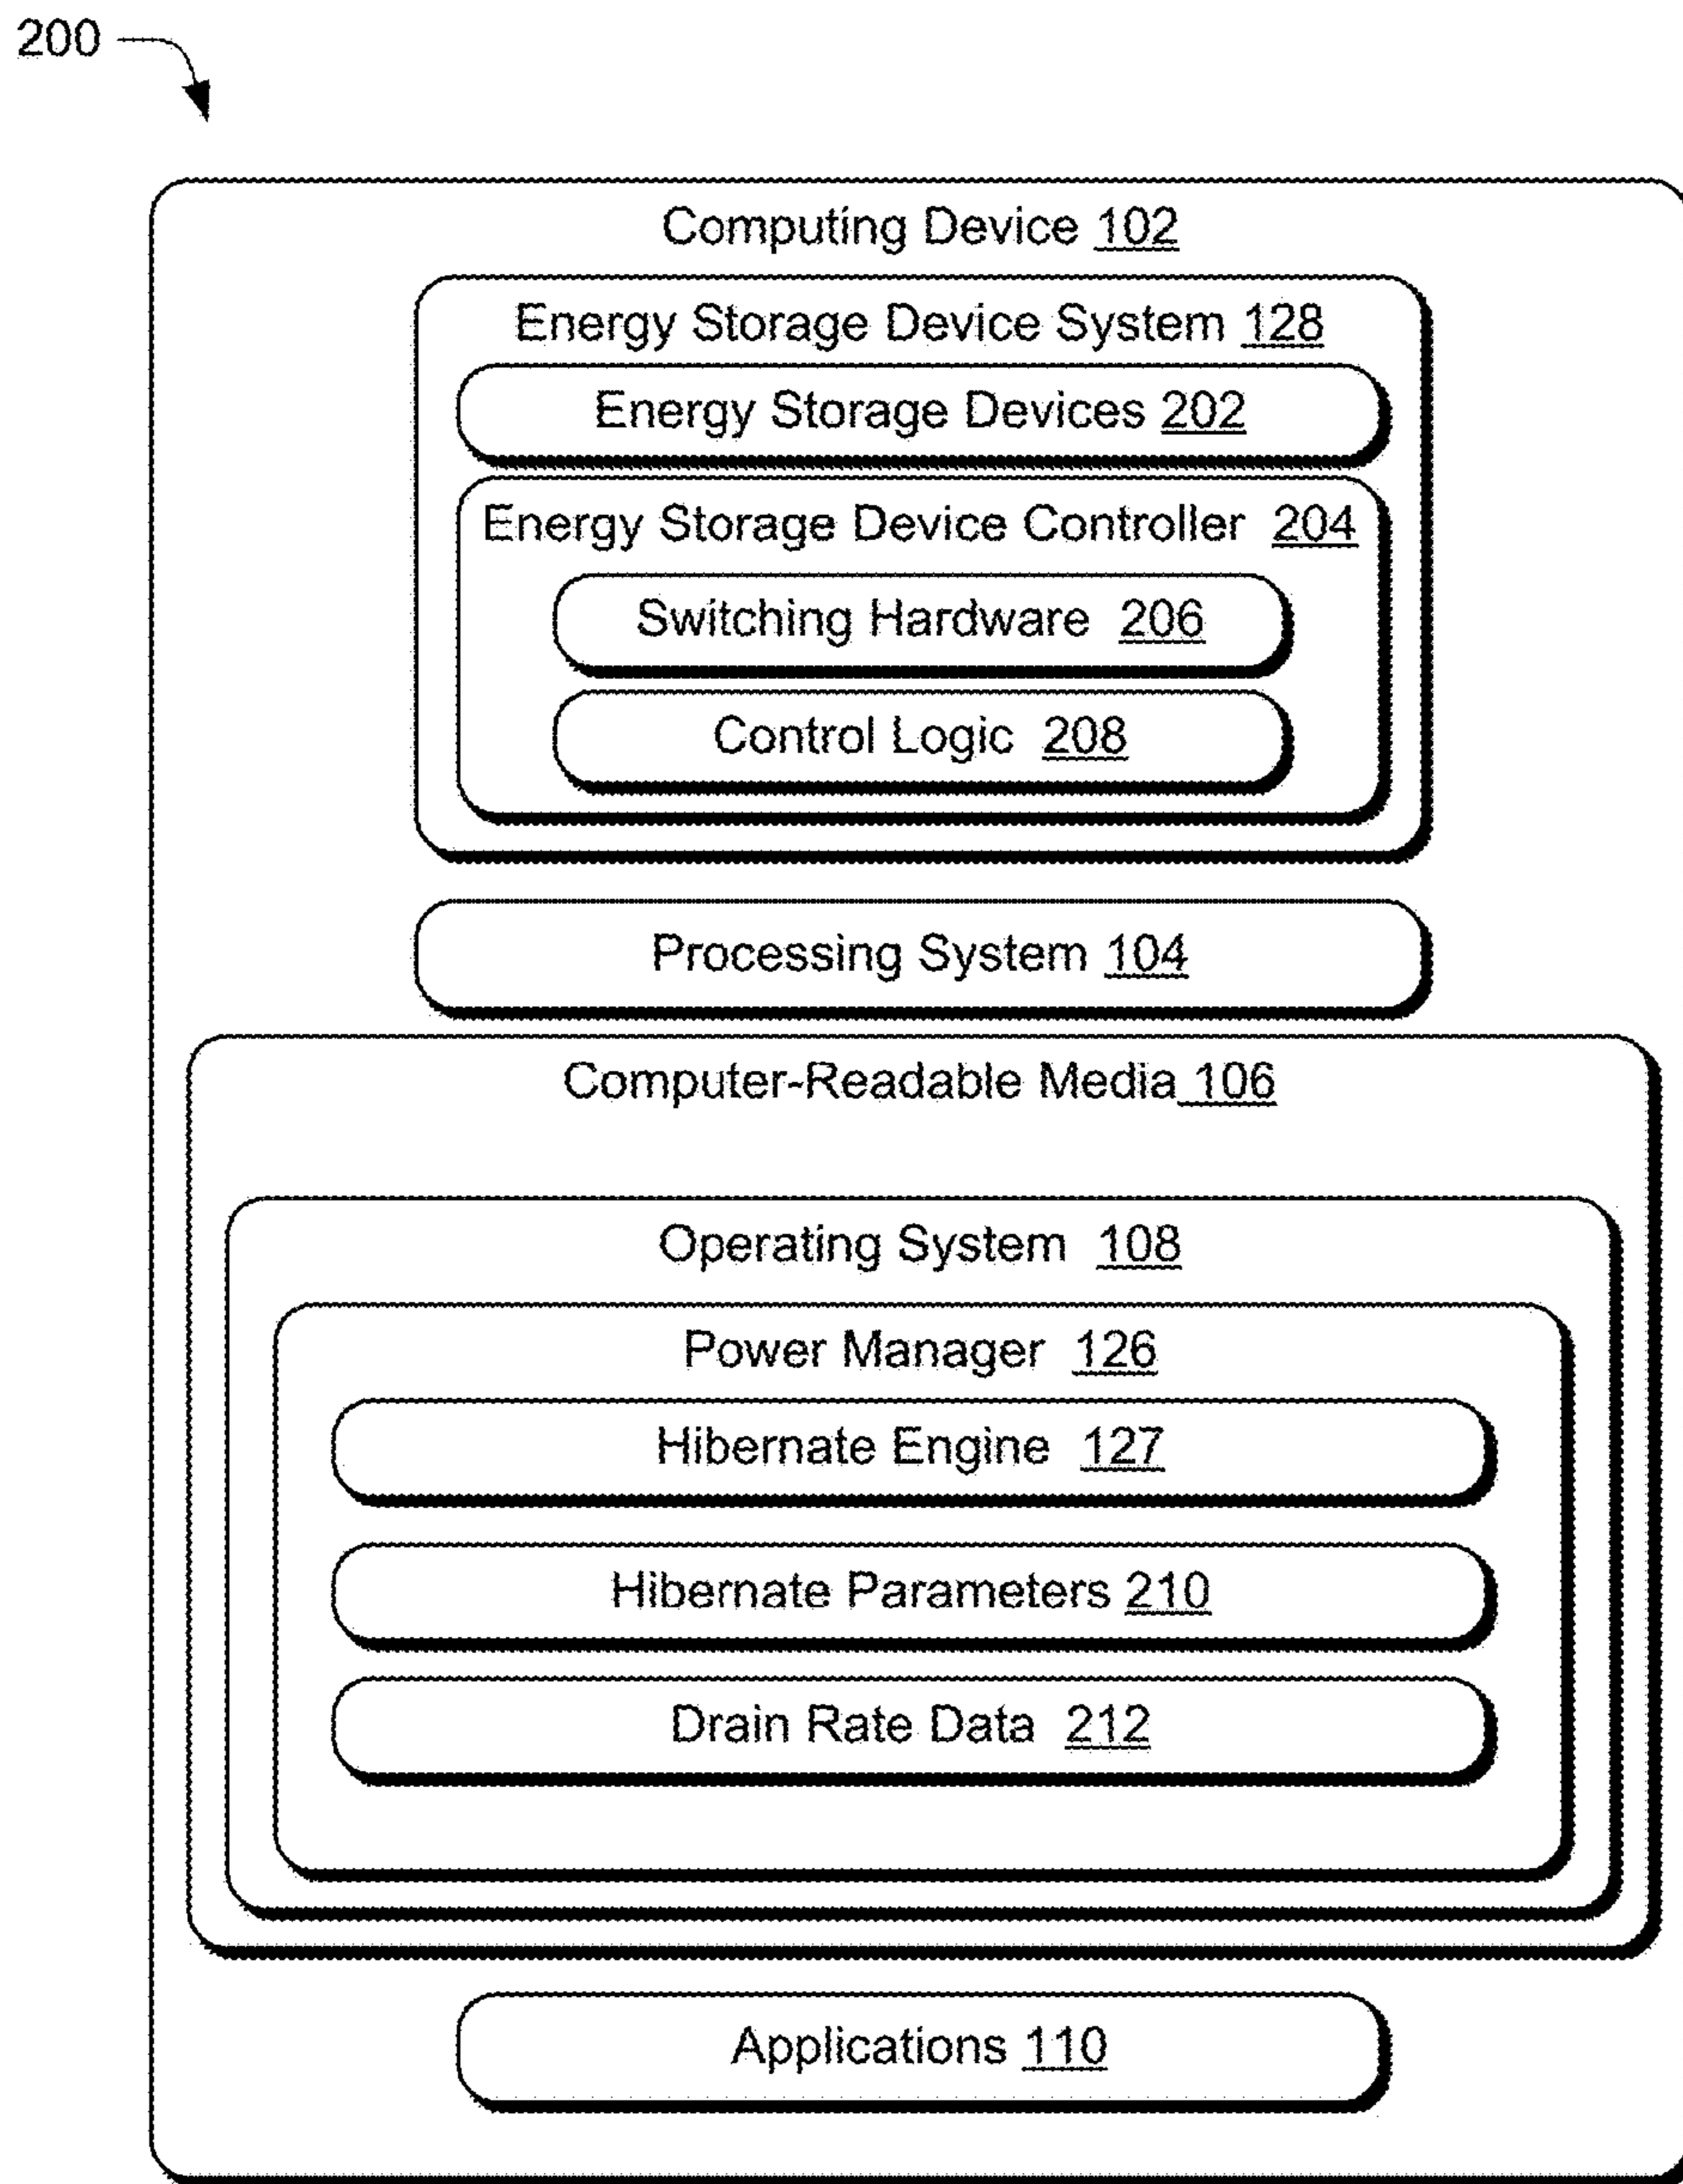 200
Computing Device 102
Energy Storage Device System 128
Energy Storage Devices 202
Energy Storage Device Controller 204
Switching Hardware 206
Control Logic 208
Processing System 104
Computer-Readable Media 106
Operating System 108
Power Manager 126
Hibernate Engine 127
Hibernate Parameters 210
Drain Rate Data 212
Applications 110